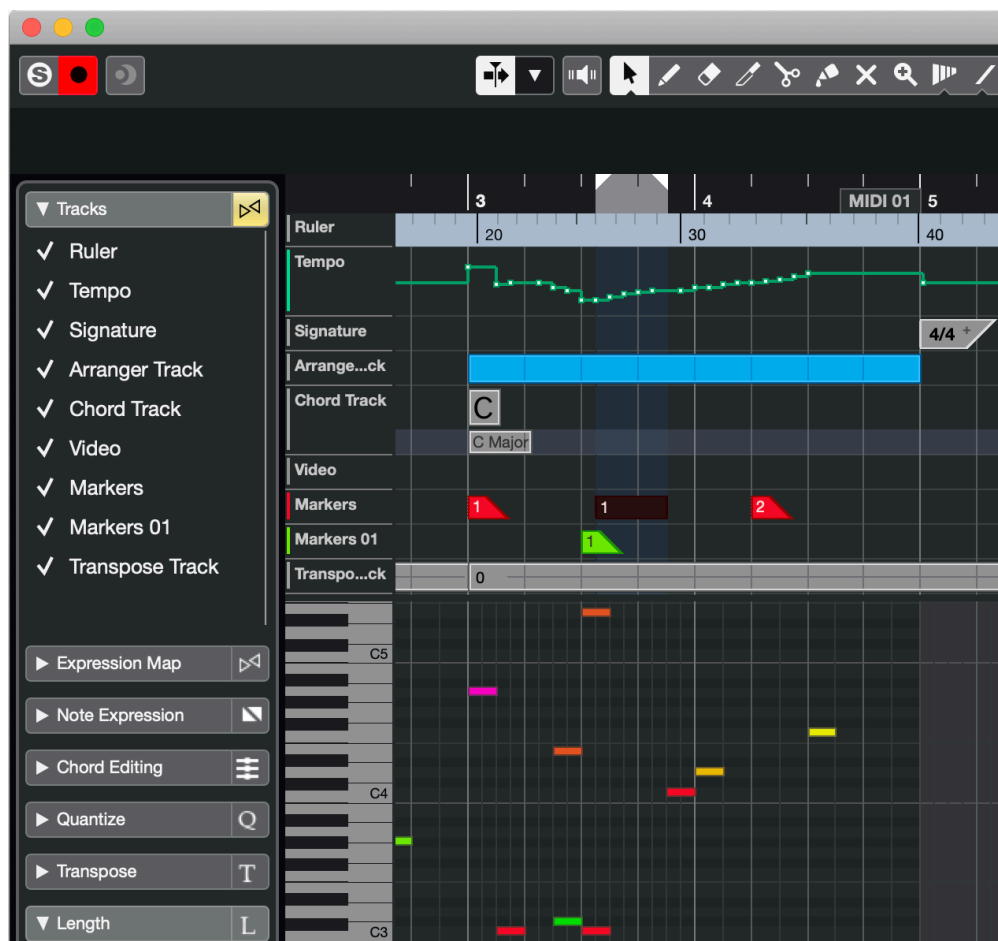 S
3
4
MIDI 01
5
Tracks
Ruler
Tempo
Signature
Arranger Track
Chord Track
Video
Markers
Markers 01
Transpose Track
Expression Map
Note Expression
Chord Editing
Quantize
Q
Transpose
T
Length
L
Ruler
20
30
40
Tempo
Signature
4/4 +
Arrange...ck
Chord Track
C
C Major
Video
Markers
1
1
2
Markers 01
1
Transpo...ck
0
C5
C4
C3